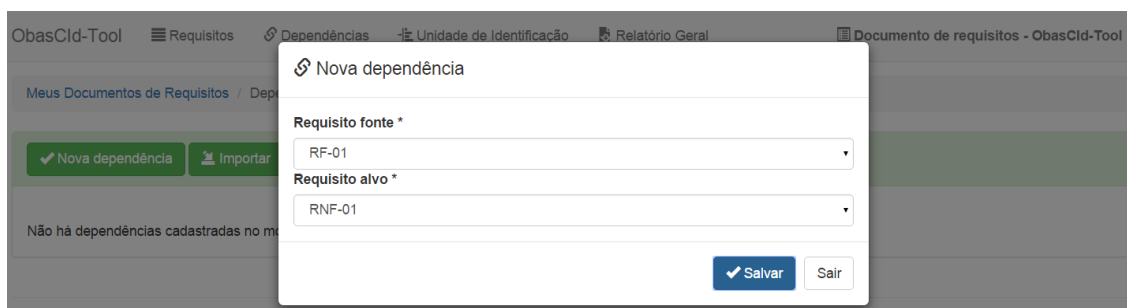 ObasCId-Tool Requisitos Dependências Unidade de Identificação Relatório Geral Documento de requisitos - ObasCId-Tool
Nova dependência
Meus Documentos de Requisitos / Depe
Requisito fonte *
RF-01
Nova dependência Importar
Requisito alvo *
RNF-01
Não há dependências cadastradas no mo
Salvar Sair